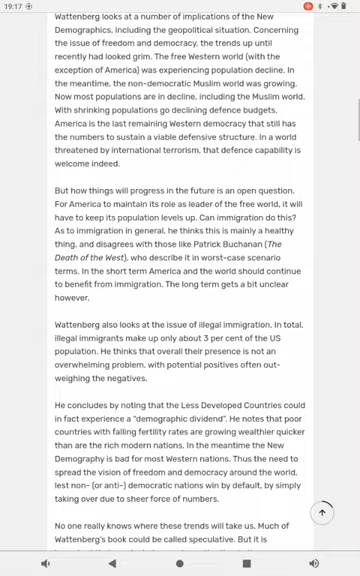 19:17
Wattenberg looks at a number of implications of the New
Demographics, including the geopolitical situation. Concerning
the issue of freedom and democracy, the trends up until
recently had looked grim. The free Western world (with the
exception of America) was experiencing population decline. In
the meantime, the non-democratic Muslim world was growing.
Now most populations are in decline, including the Muslim world.
With shrinking populations go declining defence budgets.
America is the last remaining Western democracy that still has
the numbers to sustain a viable defensive structure. In a world
threatened by international terrorism, that defence capability is
welcome indeed.
But how things will progress in the future is an open question.
For America to maintain its role as leader of the free world, it will
have to keep its population levels up. Can immigration do this?
As to immigration in general, he thinks this is mainly a healthy
thing, and disagrees with those like Patrick Buchanan (The
Death of the West), who describe it in worst-case scenario
terms. In the short term America and the world should continue
to benefit from immigration. The long term gets a bit unclear
however.
Wattenberg also looks at the issue of illegal immigration. In total,
illegal immigrants make up only about 3 per cent of the US
population. He thinks that overall their presence is not an
overwhelming problem, with potential positives often out-
weighing the negatives.
He concludes by noting that the Less Developed Countries could
in fact experience a "demographic dividend". He notes that poor
countries with falling fertility rates are growing wealthier quicker
than are the rich modern nations. In the meantime the New
Demography is bad for most Western nations. Thus the need to
spread the vision of freedom and democracy around the world,
lest non- (or anti-) democratic nations win by default, by simply
taking over due to sheer force of numbers.
No one really knows where these trends will take us. Much of
Wattenberg's book could be called speculative. But it is